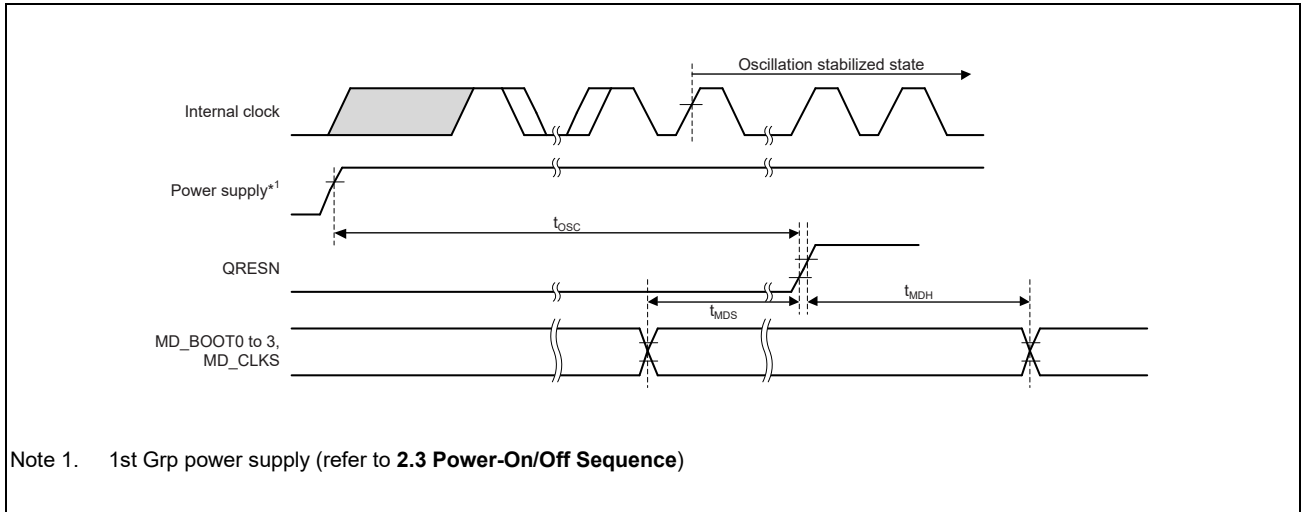 Oscillation stabilized state
Internal clock
Power supply*1
tOSC
QRESN
tMDS
tMDH
MD_BOOT0 to 3,
MD_CLKS
Note 1. 1st Grp power supply (refer to 2.3 Power-On/Off Sequence)